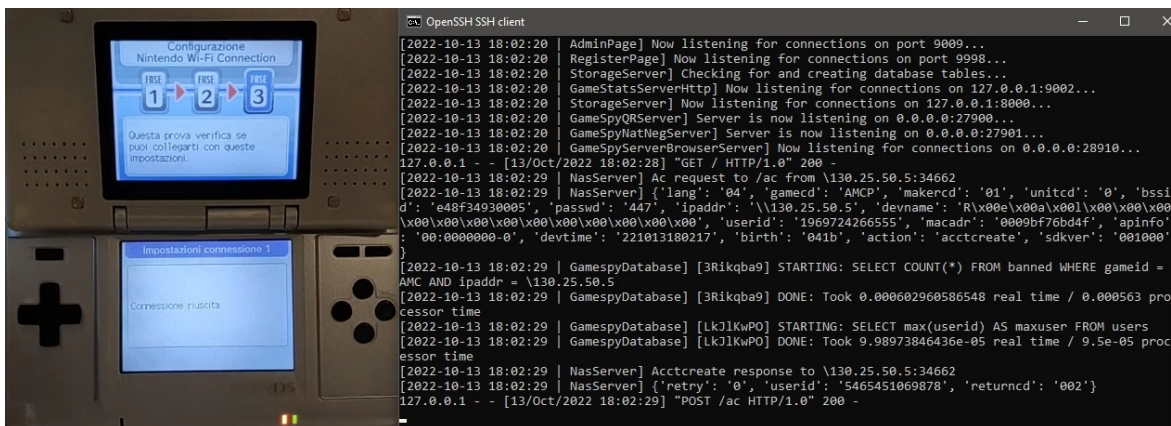 Configurazione
Nintendo Wi-Fi Connection
FASE
1
FASE
2
FASE
3
Questa prova verifica se
puoi collegarti con queste
impostazioni.
Impostazioni connessione 1
Connessione riuscita.
DS
OpenSSH SSH client
[2022-10-13 18:02:20 | AdminPage] Now listening for connections on port 9009...
[2022-10-13 18:02:20 | RegisterPage] Now listening for connections on port 9998...
[2022-10-13 18:02:20 | StorageServer] Checking for and creating database tables...
[2022-10-13 18:02:20 | GameStatsServerHttp] Now listening for connections on 127.0.0.1:9002...
[2022-10-13 18:02:20 | StorageServer] Now listening for connections on 127.0.0.1:8000...
[2022-10-13 18:02:20 | GameSpyQRServer] Server is now listening on 0.0.0.0:27900...
[2022-10-13 18:02:20 | GameSpyNatNegServer] Server is now listening on 0.0.0.0:27901...
[2022-10-13 18:02:20 | GameSpyServerBrowserServer] Now listening for connections on 0.0.0.0:28910...
127.0.0.1 - - [13/Oct/2022 18:02:28] "GET / HTTP/1.0" 200 -
[2022-10-13 18:02:29 | NasServer] Ac request to /ac from \130.25.50.5:34662
[2022-10-13 18:02:29 | NasServer] {'lang': '04', 'gamecd': 'AMCP', 'makercd': '01', 'unitcd': '0', 'bssi
d': 'e48f34930005', 'passwd': '447', 'ipaddr': '\\130.25.50.5', 'devname': 'R\x00e\x00a\x00l\x00\x00\x00
\x00\x00\x00\x00\x00\x00\x00\x00\x00\x00', 'userid': '1969724266555', 'macadr': '0009bf76bd4f', 'apinfo'
: '00:0000000-0', 'devtime': '221013180217', 'birth': '041b', 'action': 'acctcreate', 'sdkver': '001000'
}
[2022-10-13 18:02:29 | GamespyDatabase] [3Rikqba9] STARTING: SELECT COUNT(*) FROM banned WHERE gameid =
AMC AND ipaddr = \130.25.50.5
[2022-10-13 18:02:29 | GamespyDatabase] [3Rikqba9] DONE: Took 0.000602960586548 real time / 0.000563 pro
cessor time
[2022-10-13 18:02:29 | GamespyDatabase] [LkJlKwPO] STARTING: SELECT max(userid) AS maxuser FROM users
[2022-10-13 18:02:29 | GamespyDatabase] [LkJlKwPO] DONE: Took 9.98973846436e-05 real time / 9.5e-05 proc
essor time
[2022-10-13 18:02:29 | NasServer] Acctcreate response to \130.25.50.5:34662
[2022-10-13 18:02:29 | NasServer] {'retry': '0', 'userid': '5465451069878', 'returncd': '002'}
127.0.0.1 - - [13/Oct/2022 18:02:29] "POST /ac HTTP/1.0" 200 -